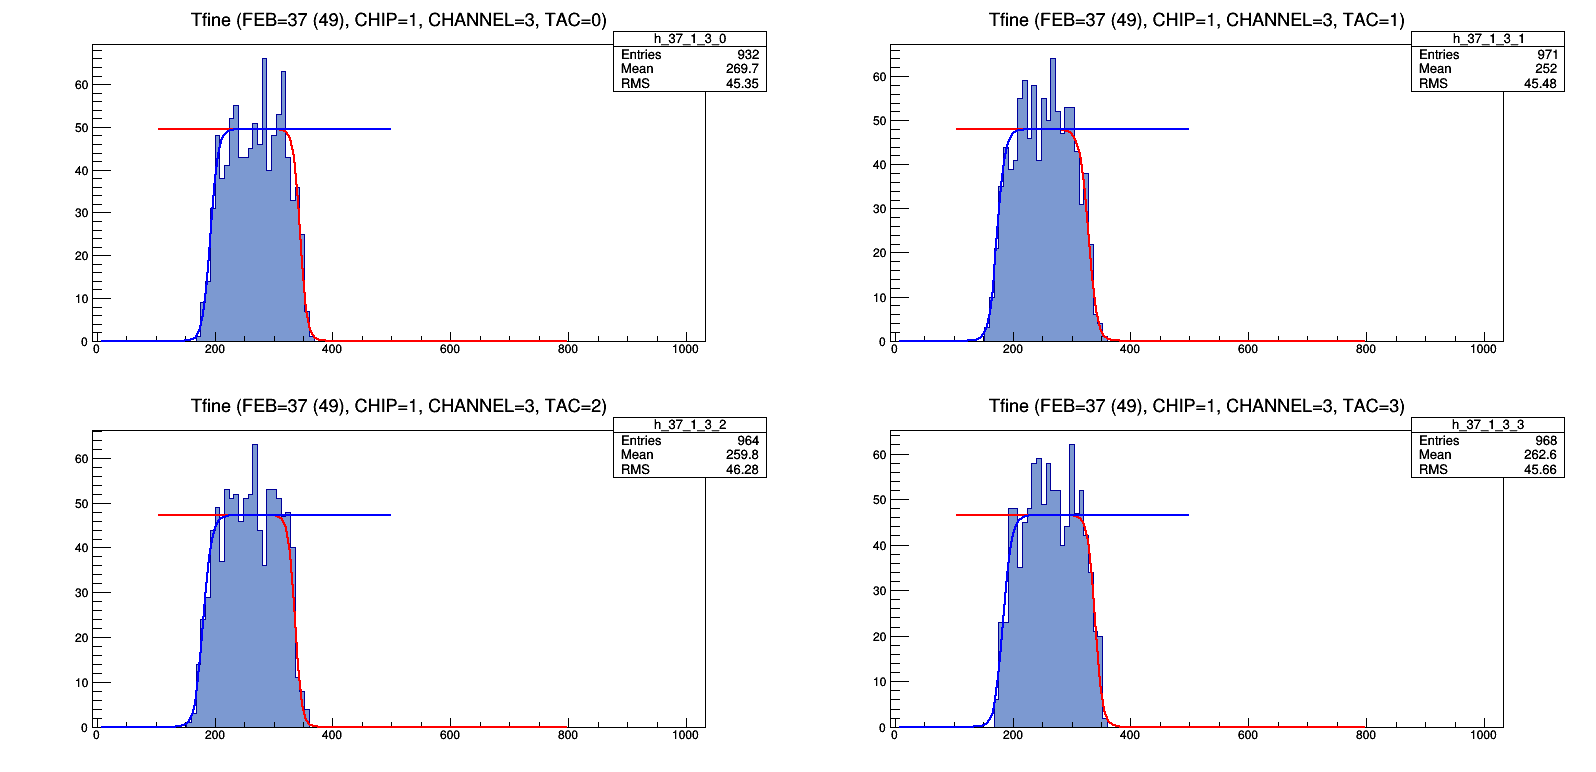 Tfine (FEB=37 (49), CHIP=1, CHANNEL=3, TAC=0)
h_37_1_3_0
Entries 932
Mean 269.7
RMS 45.35
60
50
40
30
20
10
0
0 200 400 600 800 1000
Tfine (FEB=37 (49), CHIP=1, CHANNEL=3, TAC=1)
h_37_1_3_1
Entries 971
Mean 252
RMS 45.48
60
50
40
30
20
10
0
0 200 400 600 800 1000
Tfine (FEB=37 (49), CHIP=1, CHANNEL=3, TAC=2)
h_37_1_3_2
Entries 964
Mean 259.8
RMS 46.28
60
50
40
30
20
10
0
0 200 400 600 800 1000
Tfine (FEB=37 (49), CHIP=1, CHANNEL=3, TAC=3)
h_37_1_3_3
Entries 968
Mean 262.6
RMS 45.66
60
50
40
30
20
10
0
0 200 400 600 800 1000